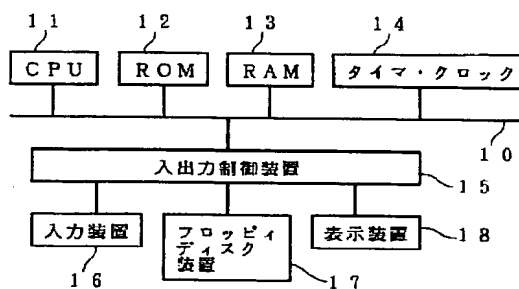 11
12
13
14
CPU
ROM
RAM
タイマ・クロック
10
入出力制御装置
15
入力装置
フロッピィ
ディスク
装置
表示装置
16
17
18